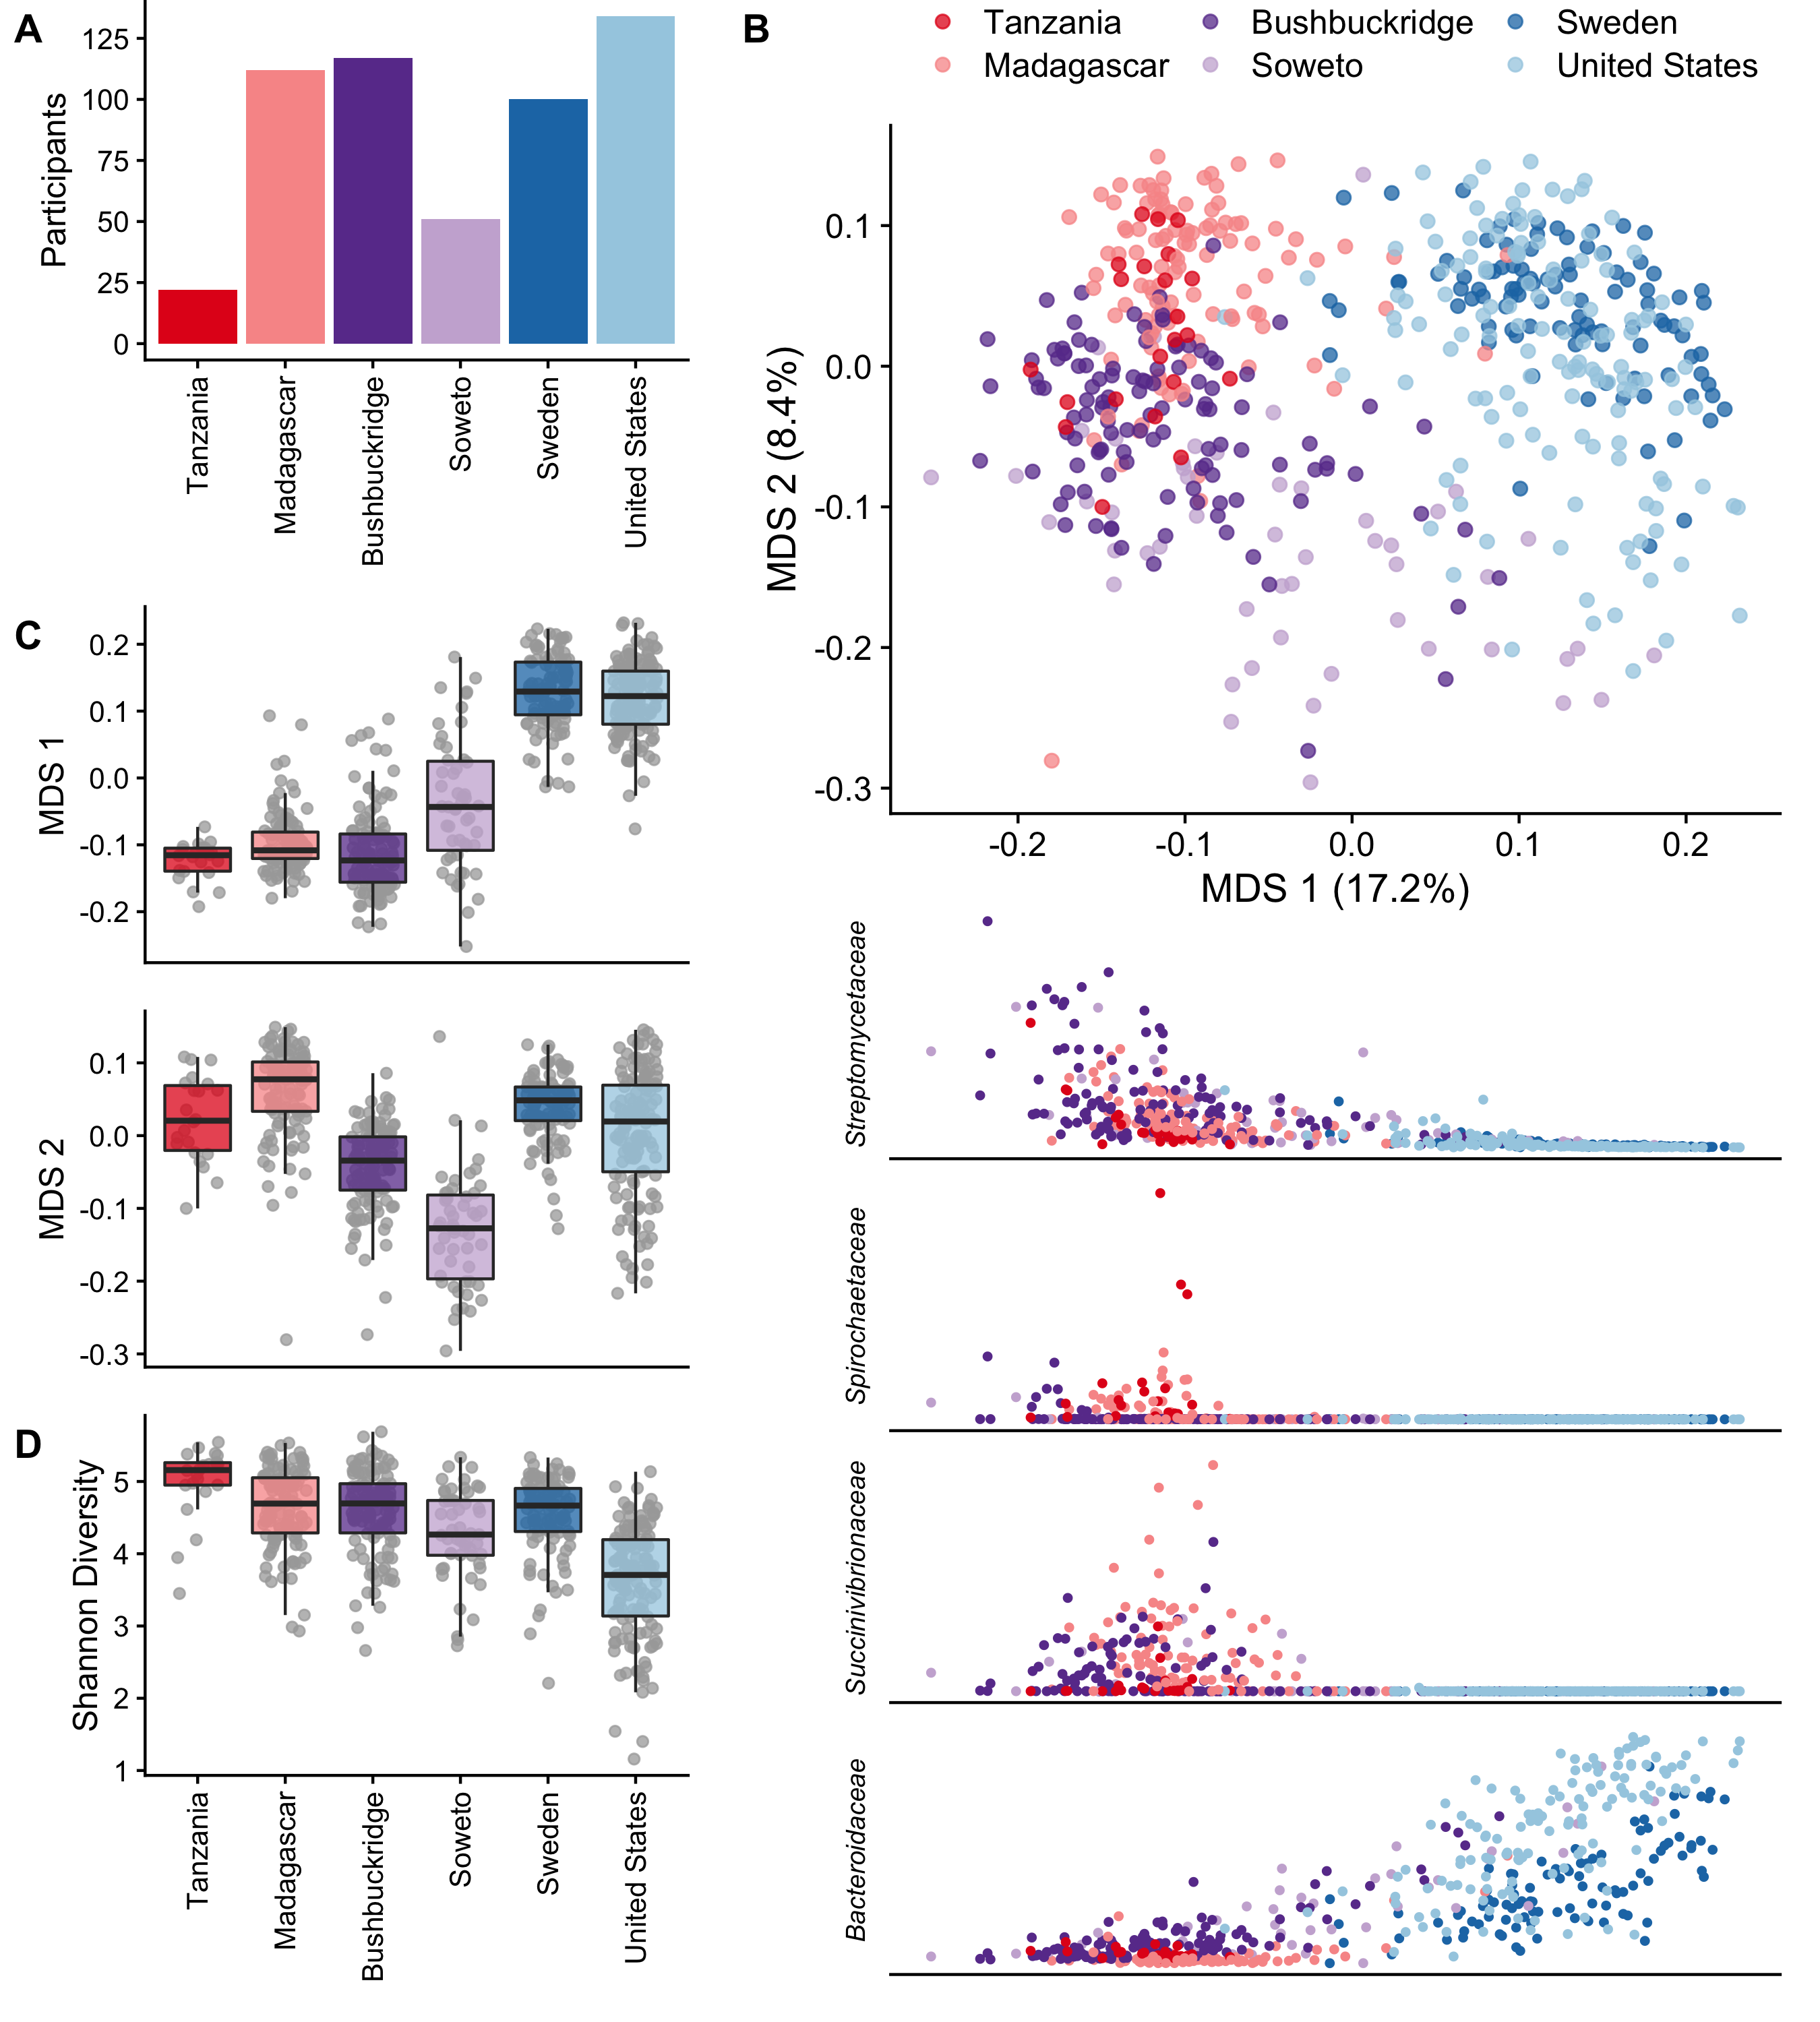 A
Participants
125
100
75
50
25
0
Tanzania
Madagascar
Bushbuckridge
Soweto
Sweden
United States
B
Tanzania
Bushbuckridge
Sweden
Madagascar
Soweto
United States
MDS 2 (8.4%)
0.1
0.0
-0.1
-0.2
-0.3
-0.2
-0.1
0.0
0.1
0.2
MDS 1 (17.2%)
Streptomycetaceae
Spirochaetaceae
Succinivibrionaceae
Bacteroidaceae
C
MDS 1
0.2
0.1
0.0
-0.1
-0.2
MDS 2
0.1
0.0
-0.1
-0.2
-0.3
D
Shannon Diversity
5
4
3
2
1
Tanzania
Madagascar
Bushbuckridge
Soweto
Sweden
United States